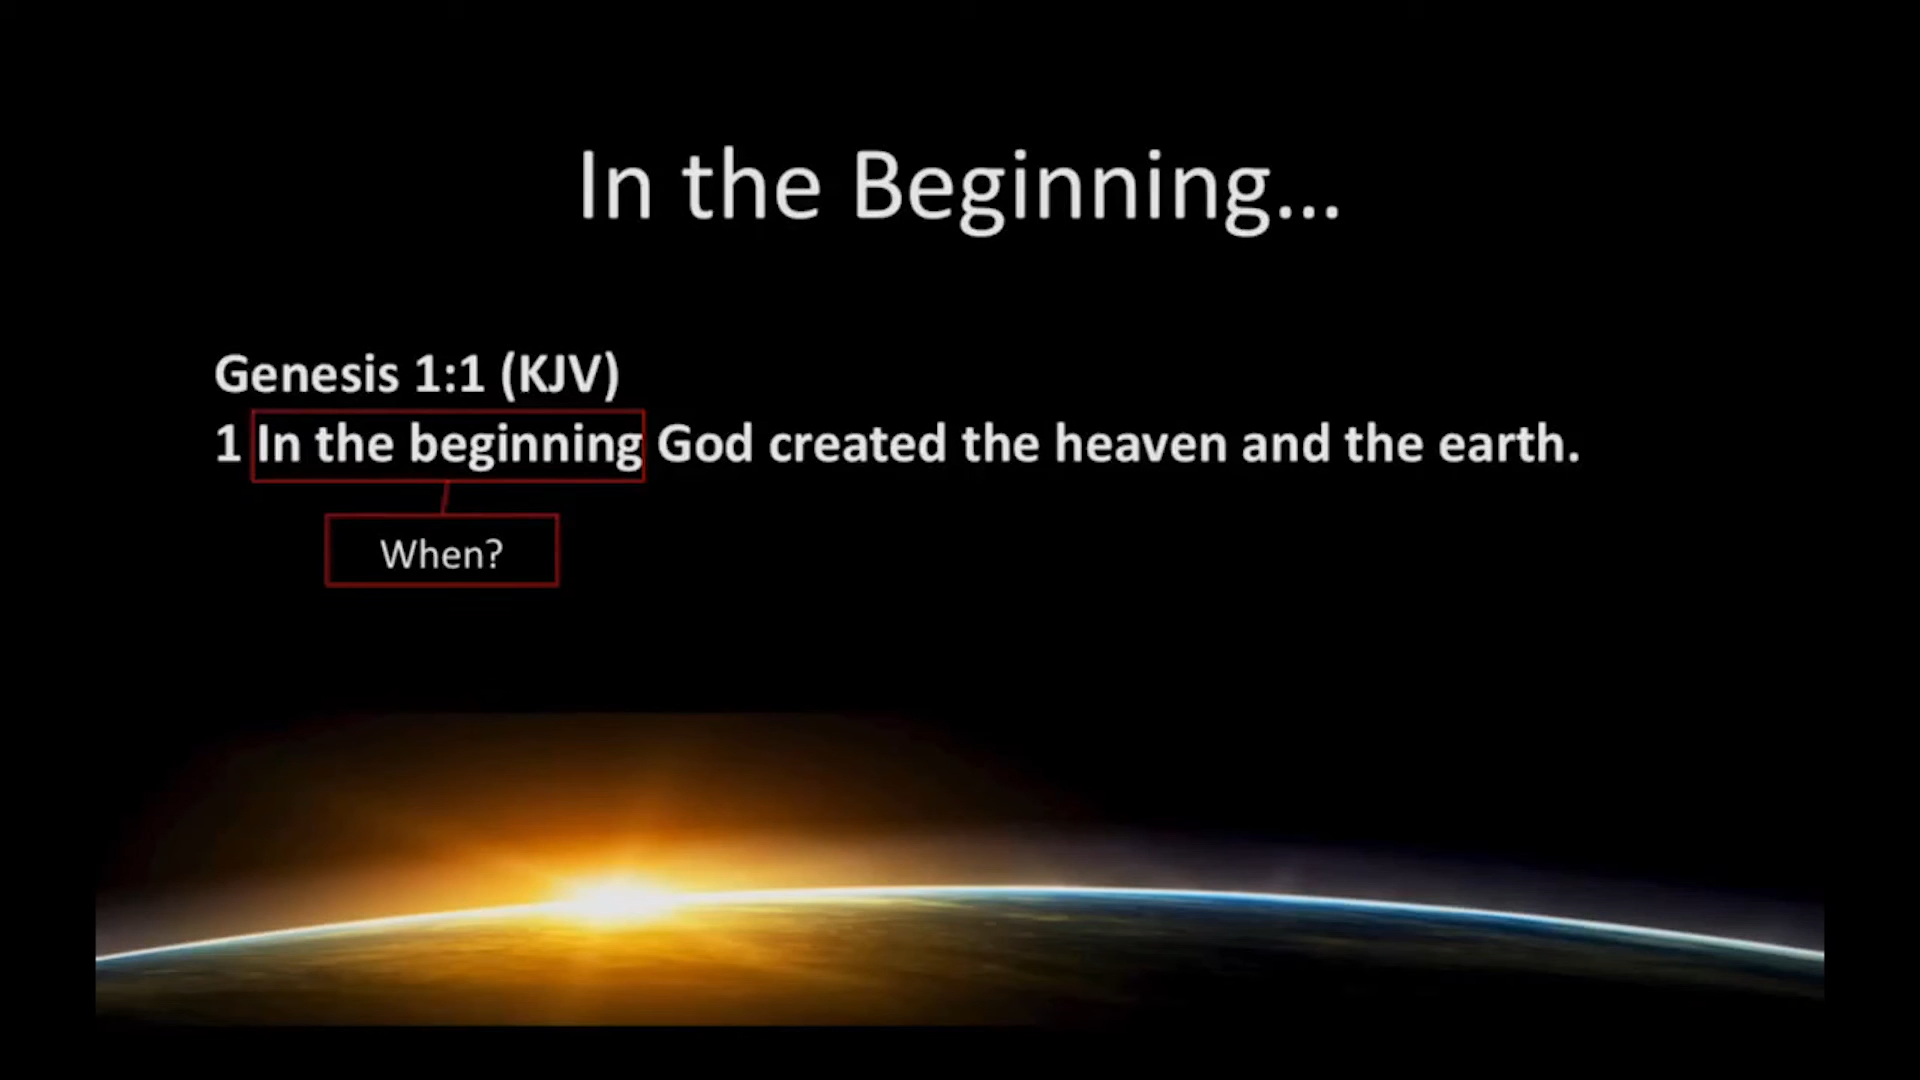 In the Beginning...
Genesis 1:1 (KJV)
1 In the beginning God created the heaven and the earth.
When?